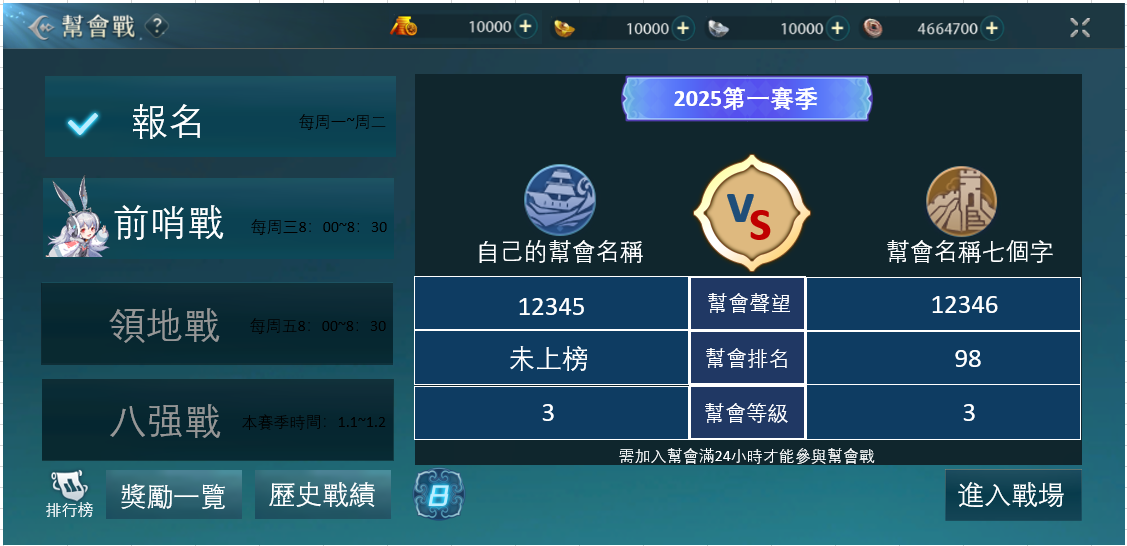 幫會戰 ?
10000 + 10000 + 10000 + 4664700 +
報名 每周一~周二
前哨戰 每周三8：00~8：30
領地戰 每周五8：00~8：30
八强戰 本賽季時間：1.1~1.2
排行榜
獎勵一覽
歷史戰績
2025第一賽季
VS
自己的幫會名稱
幫會名稱七個字
12345 幫會聲望 12346
未上榜 幫會排名 98
3 幫會等級 3
需加入幫會滿24小時才能參與幫會戰
進入戰場